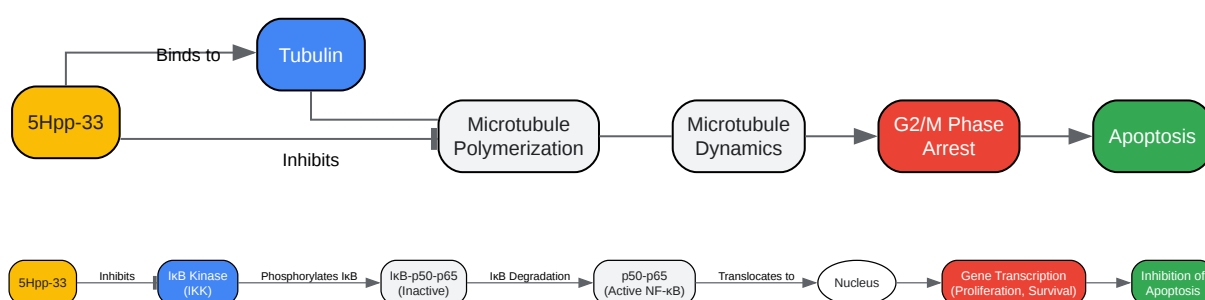 Binds to
Tubulin
5Hpp-33
Inhibits
Microtubule
Polymerization
Microtubule
Dynamics
G2/M Phase
Arrest
Apoptosis
5Hpp-33
Inhibits
IκB Kinase
(IKK)
Phosphorylates IκB
IκB-p50-p65
(Inactive)
IκB Degradation
p50-p65
(Active NF-κB)
Translocates to
Nucleus
Gene Transcription
(Proliferation, Survival)
Inhibition of
Apoptosis